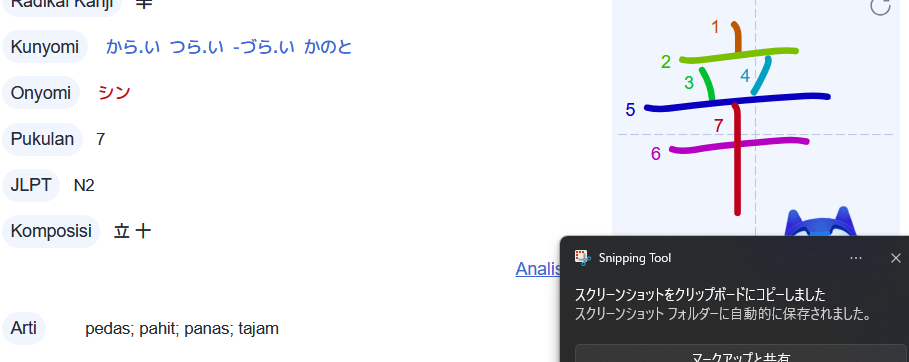 Radikal Kanji 辛
Kunyomi から.い つら.い -づら.い かのと
Onyomi シン
Pukulan 7
JLPT N2
Komposisi 立 十
Analis
Arti pedas; pahit; panas; tajam
1
2
3
4
5
7
6
Snipping Tool
スクリーンショットをクリップボードにコピーしました
スクリーンショット フォルダーに自動的に保存されました。
マークアップと共有